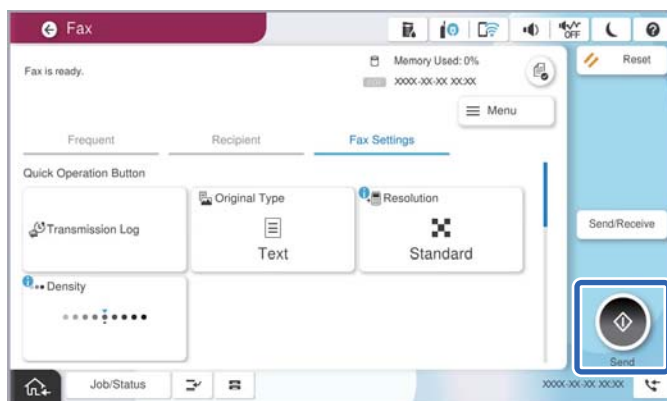 Fax
OFF
Fax is ready.
Memory Used: 0%
XXXX-XX-XX XX:XX
Reset
Menu
Frequent
Recipient
Fax Settings
Quick Operation Button
Transmission Log
Original Type
Text
Resolution
Standard
Send/Receive
Density
Send
Job/Status
XXXX-XX-XX XX:XX